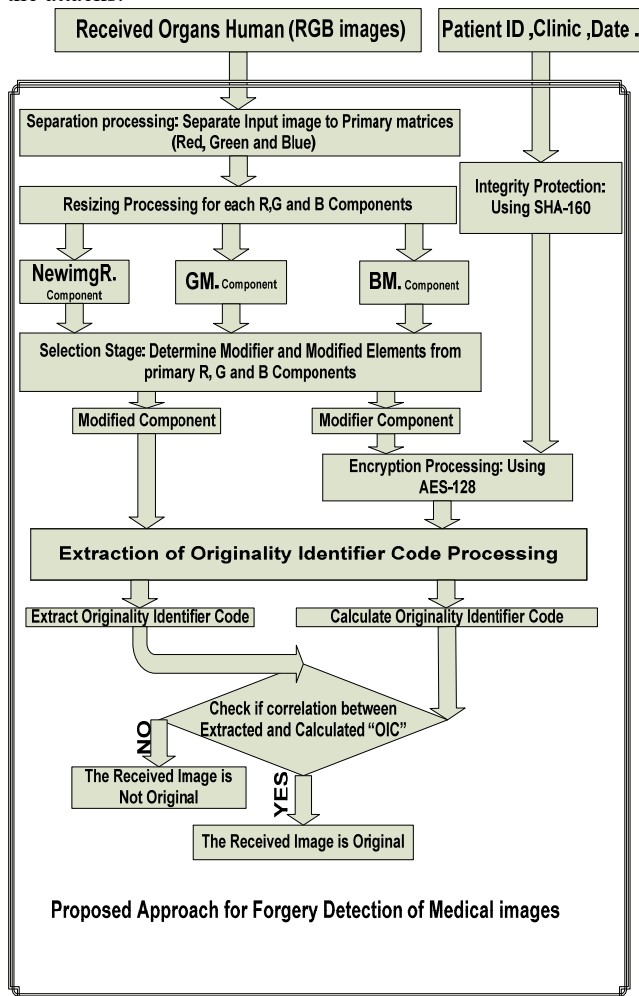 Received Organs Human (RGB images)
Patient ID ,Clinic ,Date .
Separation processing: Separate Input image to Primary matrices
(Red, Green and Blue)
Integrity Protection:
Using SHA-160
Resizing Processing for each R,G and B Components
NewimgR.
Component
GM. Component
BM. Component
Selection Stage: Determine Modifier and Modified Elements from
primary R, G and B Components
Modified Component
Modifier Component
Encryption Processing: Using
AES-128
Extraction of Originality Identifier Code Processing
Extract Originality Identifier Code
Calculate Originality Identifier Code
Check if correlation between
Extracted and Calculated “OIC”
NO
The Received Image is
Not Original
YES
The Received Image is Original
Proposed Approach for Forgery Detection of Medical images